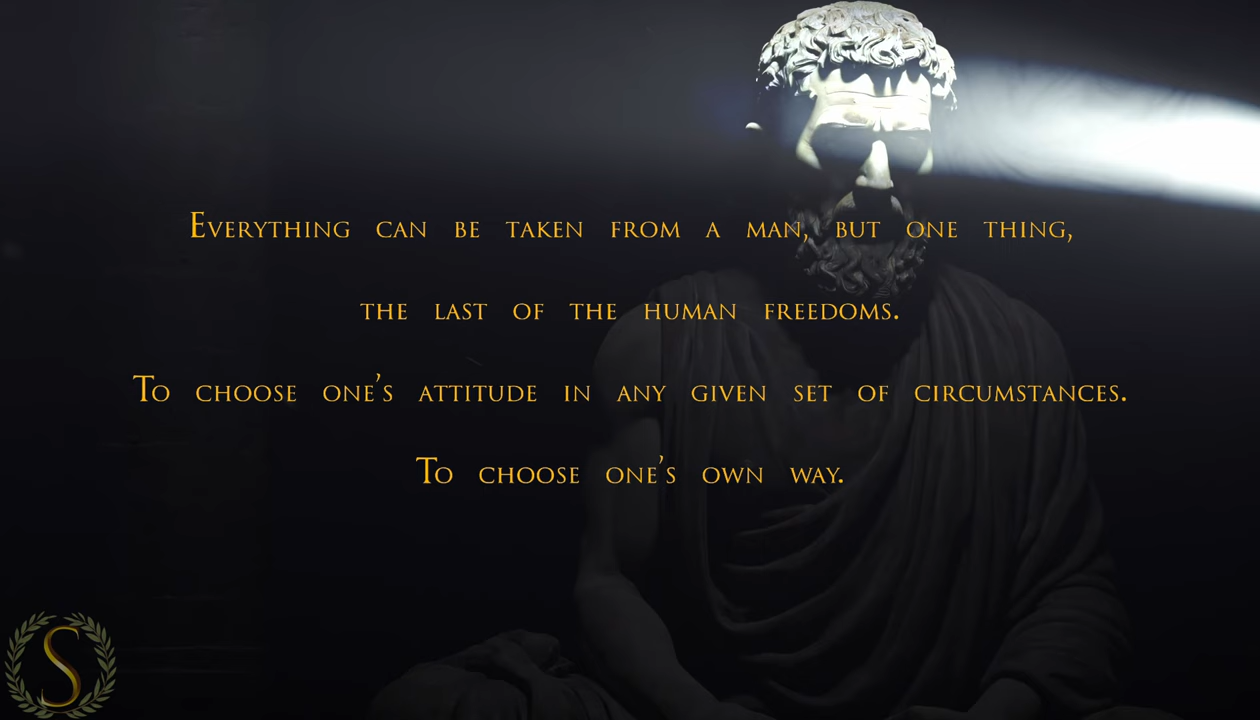 Everything can be taken from a man, but one thing,
the last of the human freedoms.
To choose one's attitude in any given set of circumstances.
To choose one's own way.
S